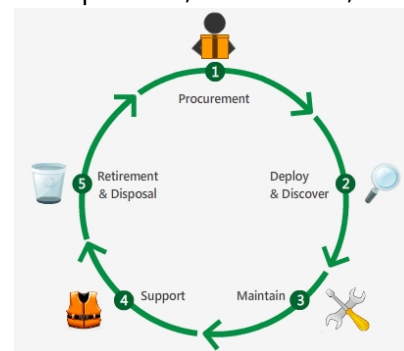 1
Procurement
Deploy
& Discover
2
Maintain
3
4
Support
5
Retirement
& Disposal